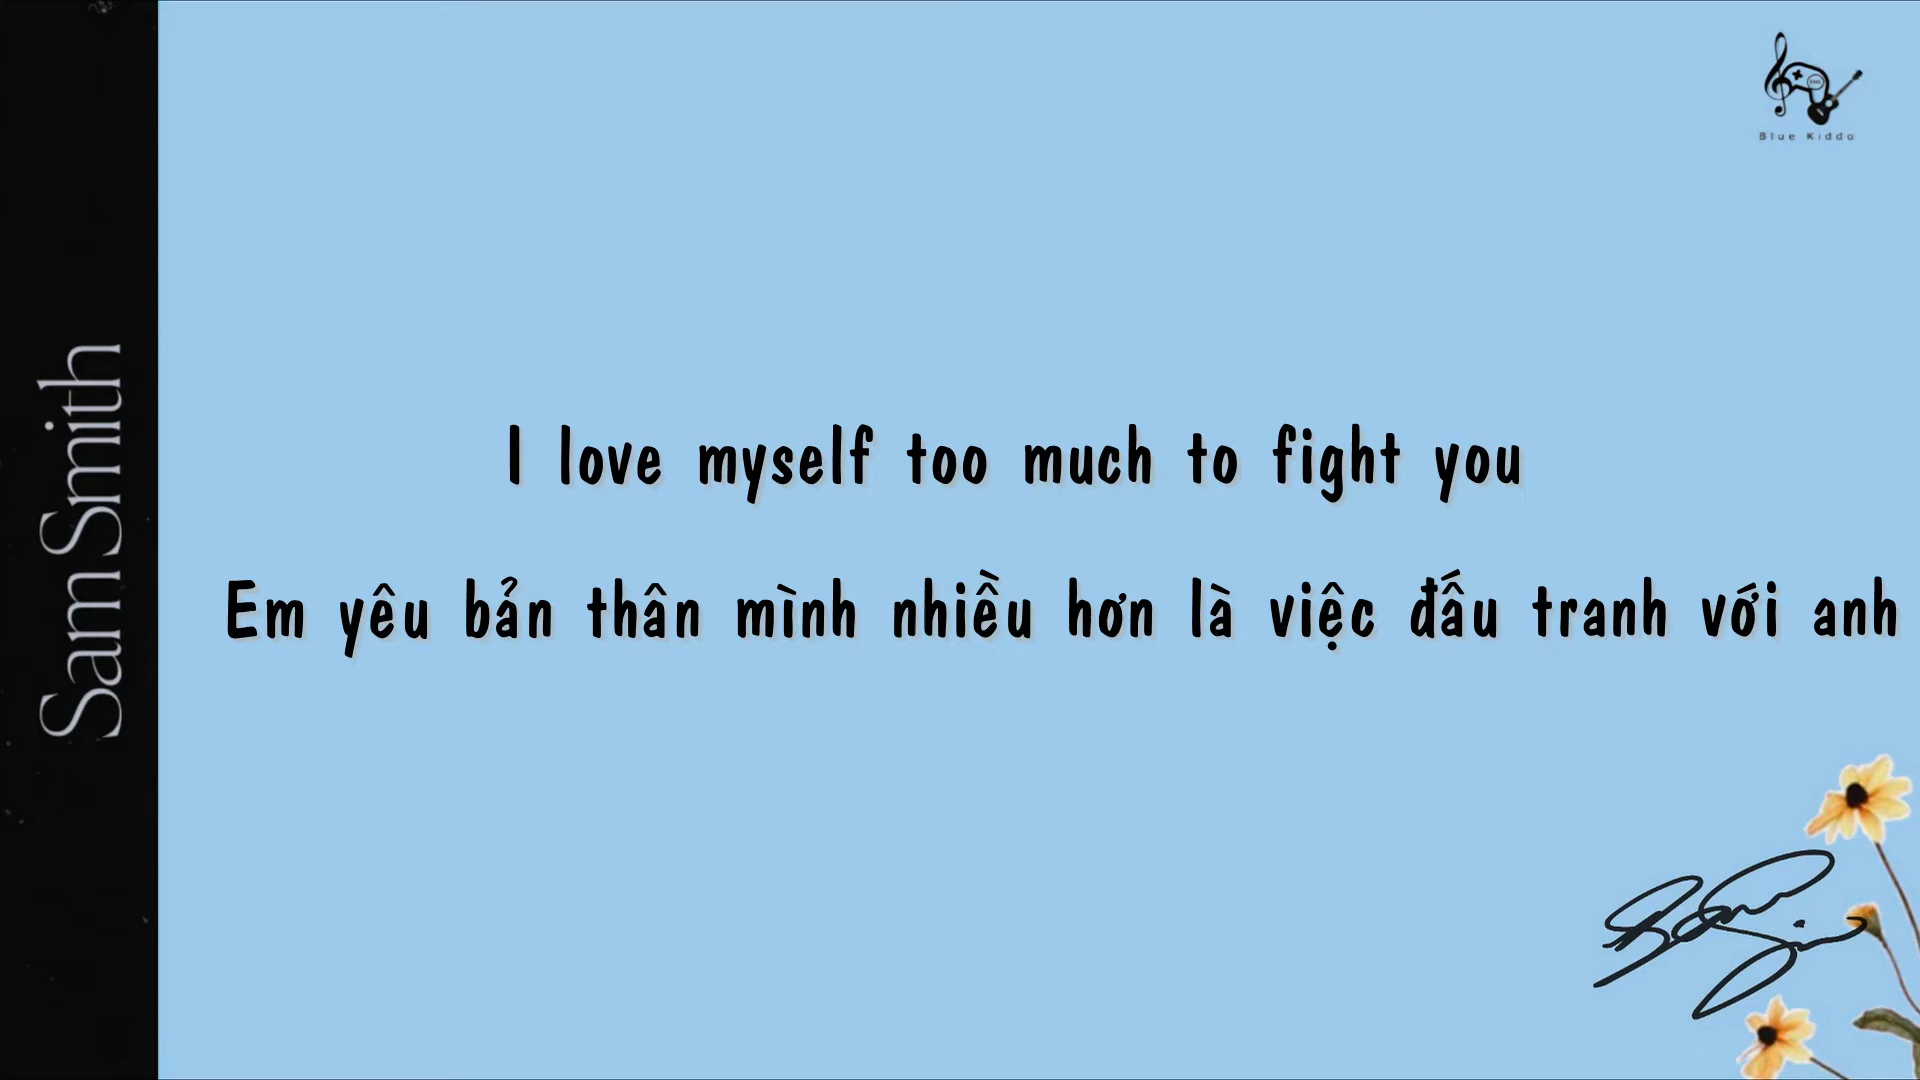 Sam Smith
Blue Kiddo
I love myself too much to fight you
Em yêu bản thân mình nhiều hơn là việc đấu tranh với anh